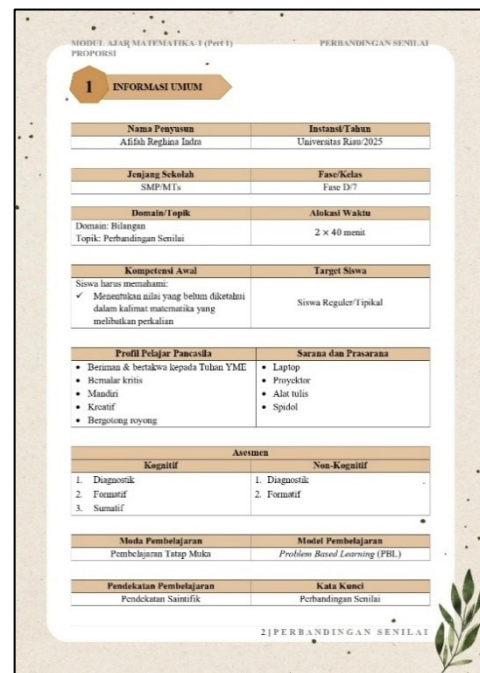 MODUL AJAR MATEMATIKA-1 (Pert 1) PERBANDINGAN SENILAI
PROPORSI
1 INFORMASI UMUM
Nama Penyusun Instansi/Tahun
Afifah Reghina Indra Universitas Riau/2025
Jenjang Sekolah Fase/Kelas
SMP/MTs Fase D/7
Domain/Topik Alokasi Waktu
Domain: Bilangan
Topik: Perbandingan Senilai
2 × 40 menit
Kompetensi Awal Target Siswa
Siswa harus memahami:
✓ Menentukan nilai yang belum diketahui
dalam kalimat matematika yang
melibatkan perkalian
Siswa Reguler/Tipikal
Profil Pelajar Pancasila Sarana dan Prasarana
• Beriman & bertakwa kepada Tuhan YME
• Bernalar kritis
• Mandiri
• Kreatif
• Bergotong royong
• Laptop
• Proyektor
• Alat tulis
• Spidol
Asesmen
Kognitif Non-Kognitif
1. Diagnostik
2. Formatif
3. Sumatif
1. Diagnostik
2. Formatif
Moda Pembelajaran Model Pembelajaran
Pembelajaran Tatap Muka Problem Based Learning (PBL)
Pendekatan Pembelajaran Kata Kunci
Pendekatan Saintifik Perbandingan Senilai
2 | PERBANDINGAN SENILAI